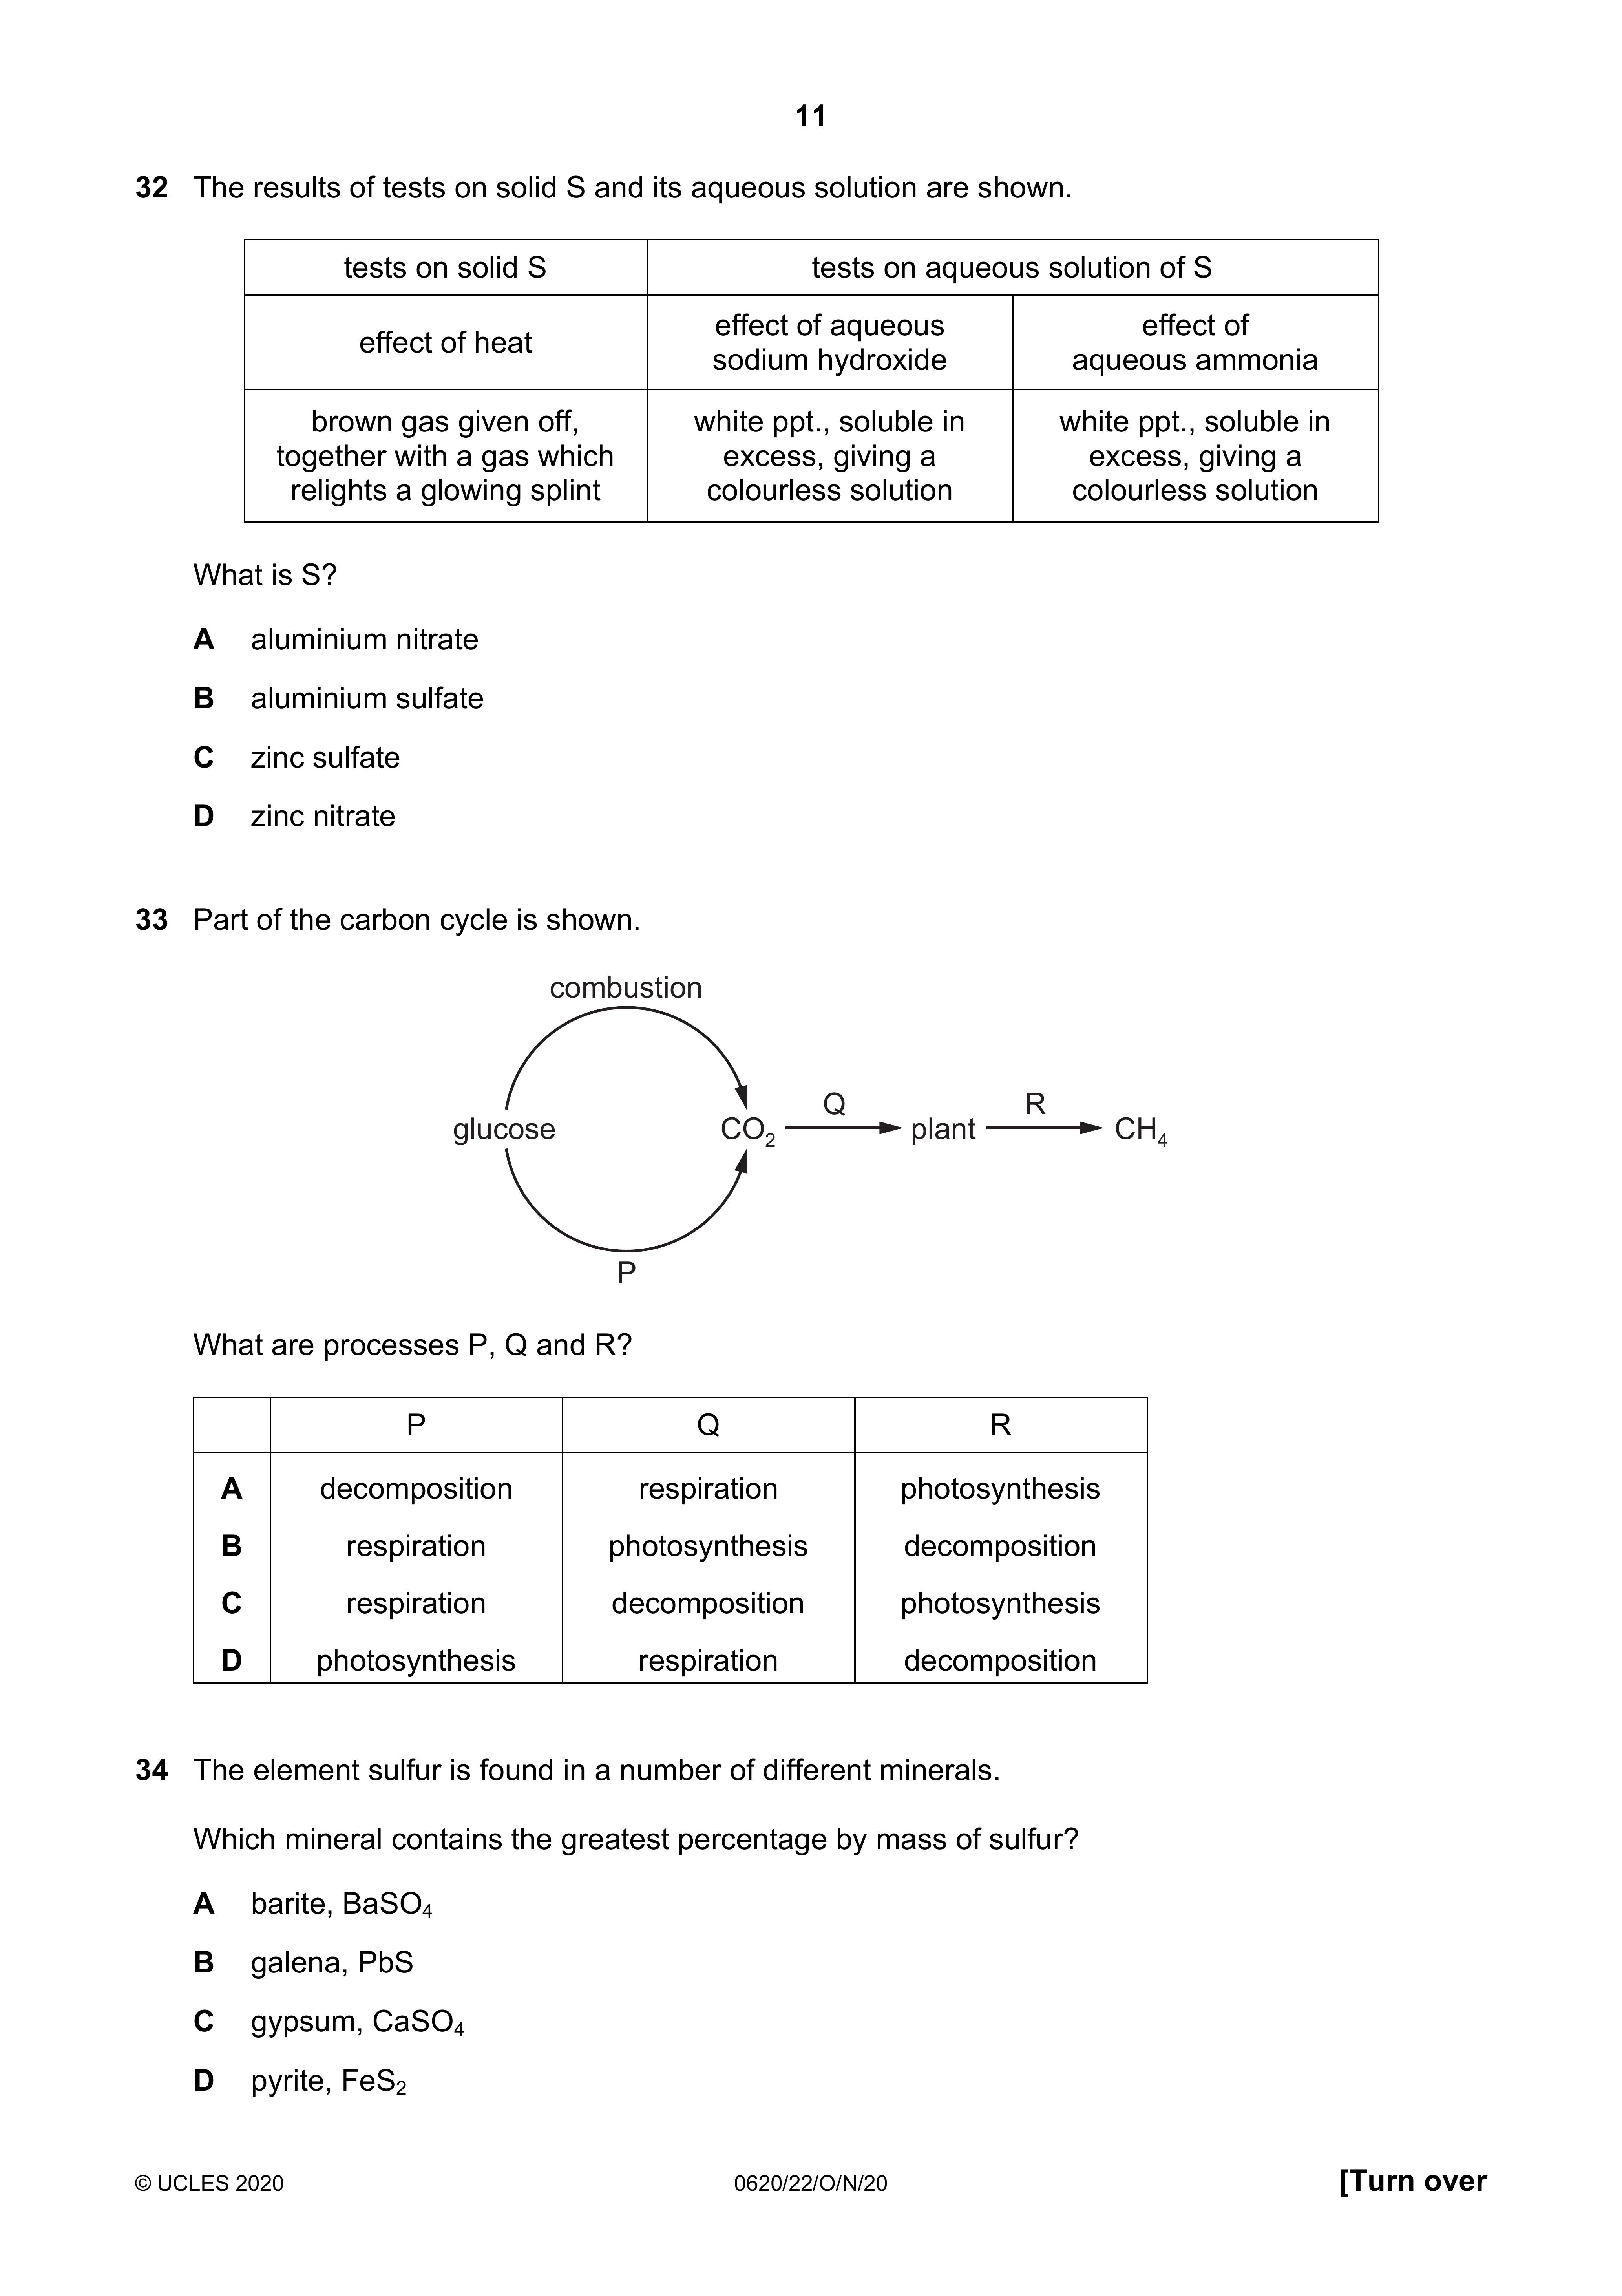 11
32 The results of tests on solid S and its aqueous solution are shown.
tests on solid S tests on aqueous solution of S
effect of heat effect of aqueous sodium hydroxide effect of aqueous ammonia
brown gas given off, together with a gas which relights a glowing splint white ppt., soluble in excess, giving a colourless solution white ppt., soluble in excess, giving a colourless solution
What is S?
A aluminium nitrate
B aluminium sulfate
C zinc sulfate
D zinc nitrate
33 Part of the carbon cycle is shown.
combustion
glucose CO₂ Q plant R CH₄
P
What are processes P, Q and R?
P Q R
A decomposition respiration photosynthesis
B respiration photosynthesis decomposition
C respiration decomposition photosynthesis
D photosynthesis respiration decomposition
34 The element sulfur is found in a number of different minerals.
Which mineral contains the greatest percentage by mass of sulfur?
A barite, BaSO₄
B galena, PbS
C gypsum, CaSO₄
D pyrite, FeS₂
© UCLES 2020 0620/22/O/N/20 [Turn over